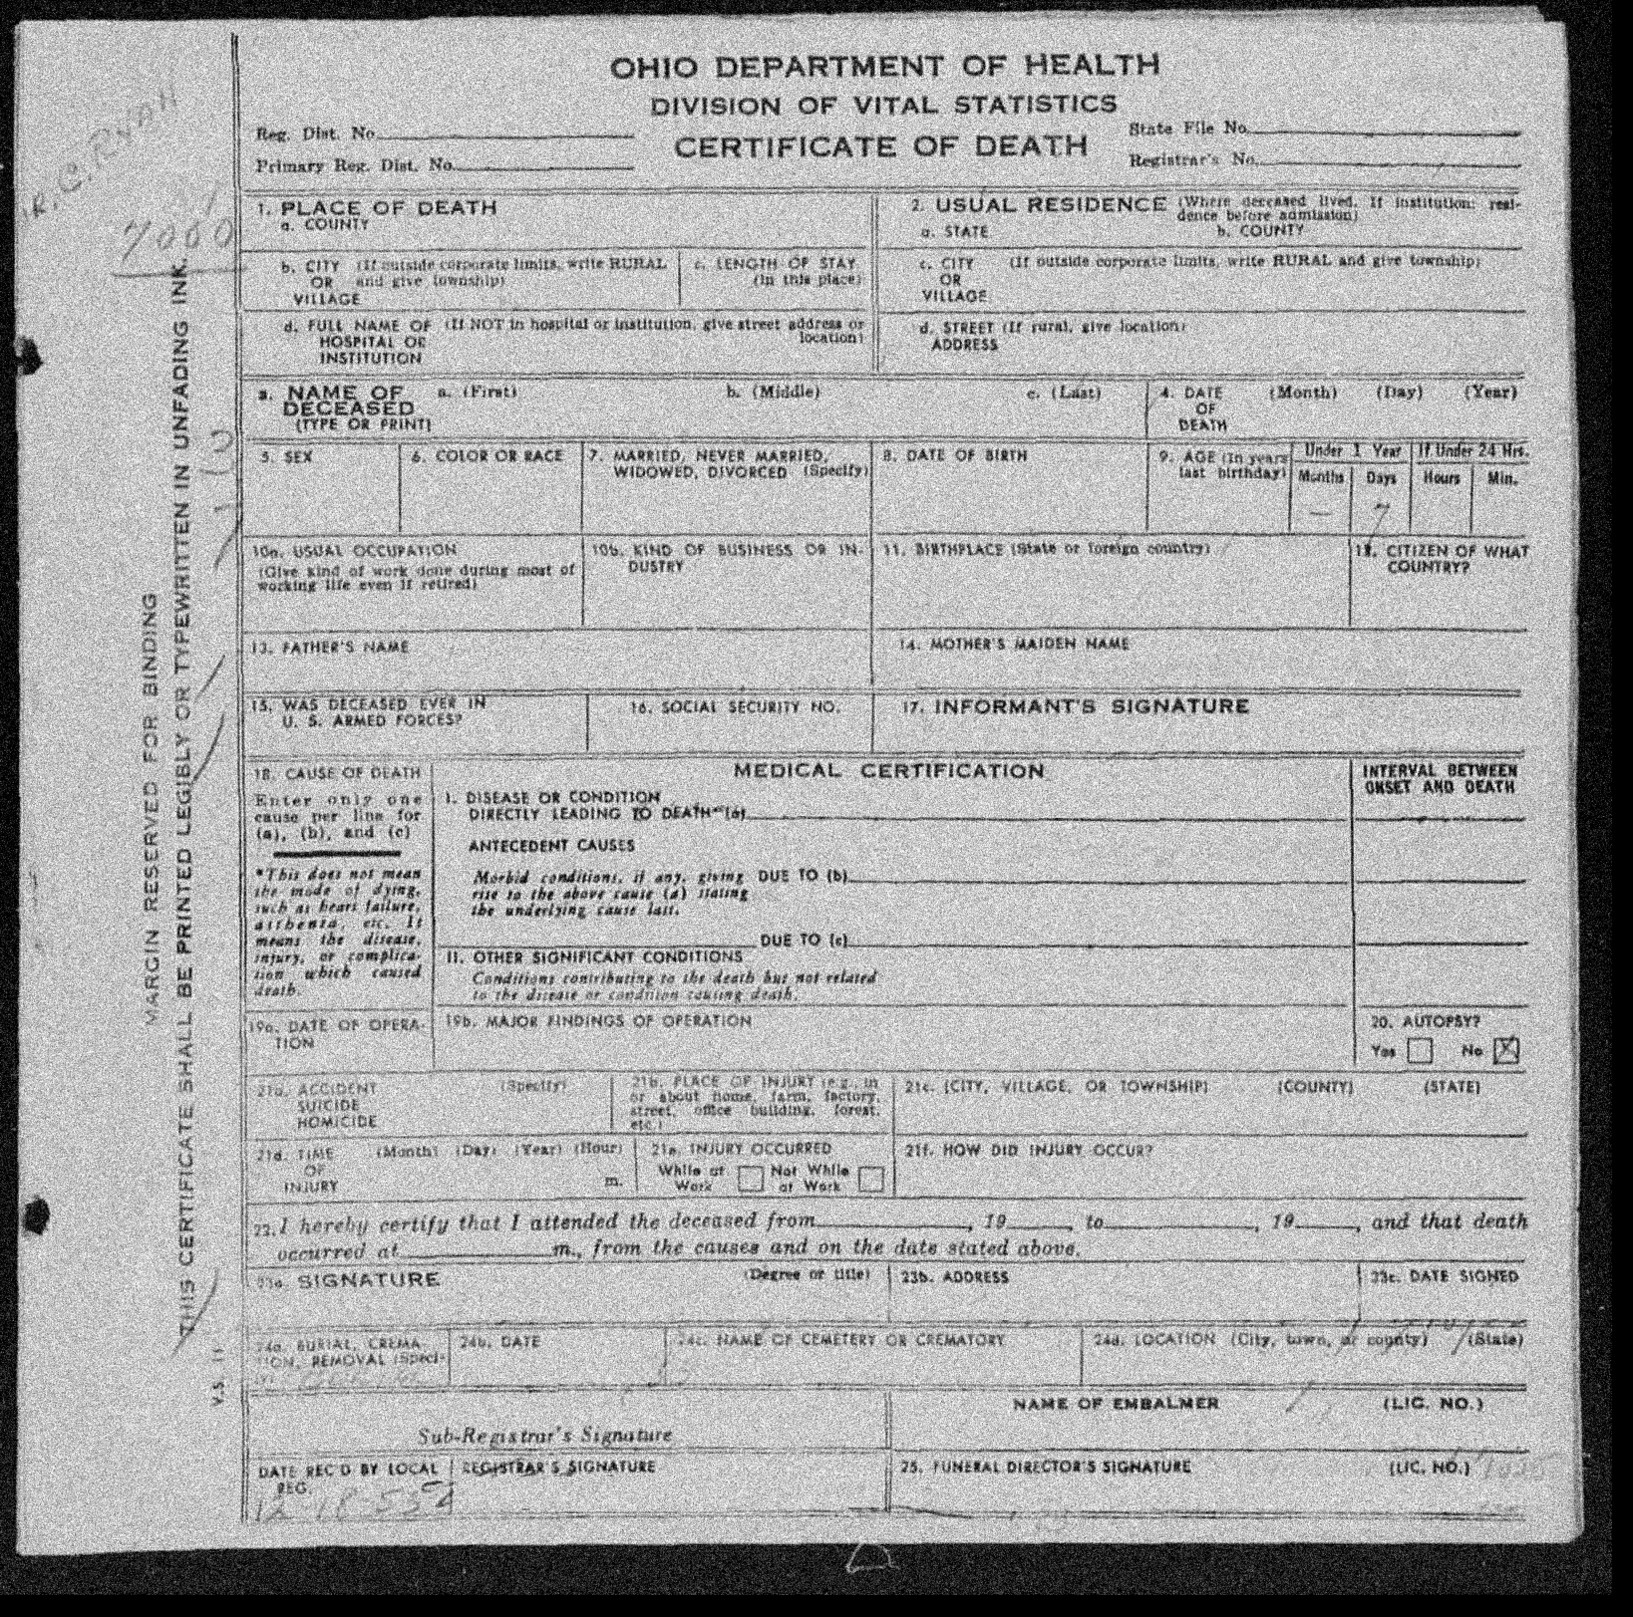 OHIO DEPARTMENT OF HEALTH
DIVISION OF VITAL STATISTICS
CERTIFICATE OF DEATH
Reg. Dist. No.
Primary Reg. Dist. No.
State File No.
Registrar's No.
R. C. RYAN
7000
MARGIN RESERVED FOR BINDING
THIS CERTIFICATE SHALL BE PRINTED LEGIBLY OR TYPEWRITTEN IN UNFADING INK.
V.S. 11
1. PLACE OF DEATH
a. COUNTY
2. USUAL RESIDENCE (Where deceased lived. If institution: resi-
dence before admission)
a. STATE b. COUNTY
b. CITY (If outside corporate limits, write RURAL
OR and give township)
VILLAGE
c. LENGTH OF STAY
(in this place)
c. CITY (If outside corporate limits, write RURAL and give township)
OR
VILLAGE
d. FULL NAME OF (If NOT in hospital or institution, give street address or
HOSPITAL OR location)
INSTITUTION
d. STREET (If rural, give location)
ADDRESS
3. NAME OF a. (First) b. (Middle) c. (Last)
DECEASED
(TYPE OR PRINT)
4. DATE (Month) (Day) (Year)
OF
DEATH
5. SEX
6. COLOR OR RACE
7. MARRIED, NEVER MARRIED,
WIDOWED, DIVORCED (Specify)
8. DATE OF BIRTH
9. AGE (In years
last birthday)
Under 1 Year
Months Days
— 7
If Under 24 Hrs.
Hours Min.
10a. USUAL OCCUPATION
(Give kind of work done during most of
working life even if retired)
10b. KIND OF BUSINESS OR IN-
DUSTRY
11. BIRTHPLACE (State or foreign country)
12. CITIZEN OF WHAT
COUNTRY?
13. FATHER'S NAME
14. MOTHER'S MAIDEN NAME
15. WAS DECEASED EVER IN
U. S. ARMED FORCES?
16. SOCIAL SECURITY NO.
17. INFORMANT'S SIGNATURE
18. CAUSE OF DEATH
Enter only one
cause per line for
(a), (b), and (c)
*This does not mean
the mode of dying,
such as heart failure,
asthenia, etc. It
means the disease,
injury, or complica-
tion which caused
death.
MEDICAL CERTIFICATION
INTERVAL BETWEEN
ONSET AND DEATH
I. DISEASE OR CONDITION
DIRECTLY LEADING TO DEATH*(a)
ANTECEDENT CAUSES
Morbid conditions, if any, giving DUE TO (b)
rise to the above cause (a) stating
the underlying cause last.
DUE TO (c)
II. OTHER SIGNIFICANT CONDITIONS
Conditions contributing to the death but not related
to the disease or condition causing death.
19a. DATE OF OPERA-
TION
19b. MAJOR FINDINGS OF OPERATION
20. AUTOPSY?
Yes No X
21a. ACCIDENT (Specify)
SUICIDE
HOMICIDE
21b. PLACE OF INJURY (e.g., in
or about home, farm, factory,
street, office building, forest,
etc.)
21c. (CITY, VILLAGE, OR TOWNSHIP) (COUNTY) (STATE)
21d. TIME (Month) (Day) (Year) (Hour)
OF
INJURY m.
21e. INJURY OCCURRED
While at Not While
Work at Work
21f. HOW DID INJURY OCCUR?
22. I hereby certify that I attended the deceased from , 19 , to , 19 , and that death
occurred at m., from the causes and on the date stated above.
23a. SIGNATURE (Degree or title)
23b. ADDRESS
23c. DATE SIGNED
24a. BURIAL, CREMA-
TION, REMOVAL (Speci-
fy)
24b. DATE
24c. NAME OF CEMETERY OR CREMATORY
24d. LOCATION (City, town, or county) (State)
Sub-Registrar's Signature
NAME OF EMBALMER (LIC. NO.)
DATE REC'D BY LOCAL
REG.
REGISTRAR'S SIGNATURE
25. FUNERAL DIRECTOR'S SIGNATURE (LIC. NO.)